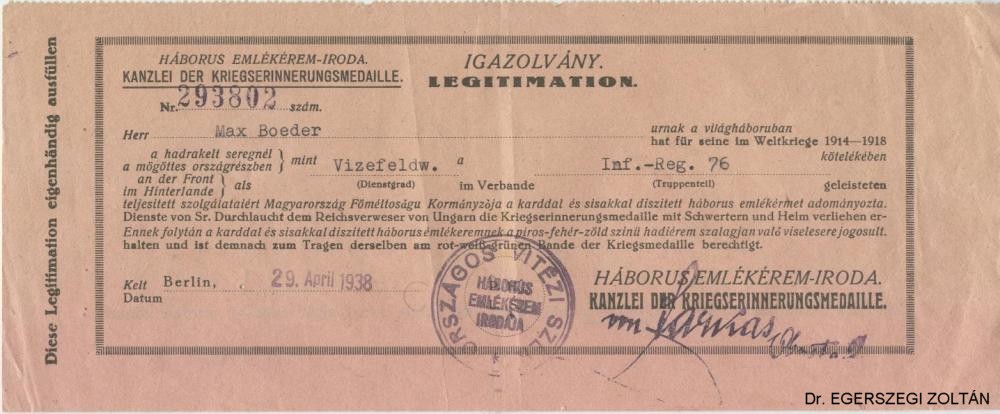 Diese Legitimation eigenhändig ausfüllen
HÁBORUS EMLÉKÉREM-IRODA.
KANZLEI DER KRIEGSERINNERUNGSMEDAILLE.
Nr. 293802 szám.
IGAZOLVÁNY.
LEGITIMATION.
Herr Max Boeder urnak a világháboruban
hat für seine im Weltkriege 1914—1918
a hadrakelt seregnél
a mögöttes országrészben } mint Vizefeldw. a Inf.-Reg. 76 kötelékében
an der Front
im Hinterlande } als (Dienstgrad) im Verbande (Truppenteil) geleisteten
teljesitett szolgálataiért Magyarország Főméltoságu Kormányzója a karddal és sisakkal diszitett háborus emlékérmet adományozta.
Dienste von Sr. Durchlaucht dem Reichsverweser von Ungarn die Kriegserinnerungsmedaille mit Schwertern und Helm verliehen er-
Ennek folytán a karddal és sisakkal diszitett háborus emlékéremnek a piros-fehér-zöld szinü hadiérem szalagjan való viselesere jogosult.
halten und ist demnach zum Tragen derselben am rot-weiß-grünen Bande der Kriegsmedaille berechtigt.
Kelt Berlin, 29. April 1938
Datum
ORSZÁGOS VITÉZI
HÁBORUS
EMLÉKÉREM
IRODÁJA
HÁBORUS EMLÉKÉREM-IRODA.
KANZLEI DER KRIEGSERINNERUNGSMEDAILLE.
Dr. EGERSZEGI ZOLTÁN